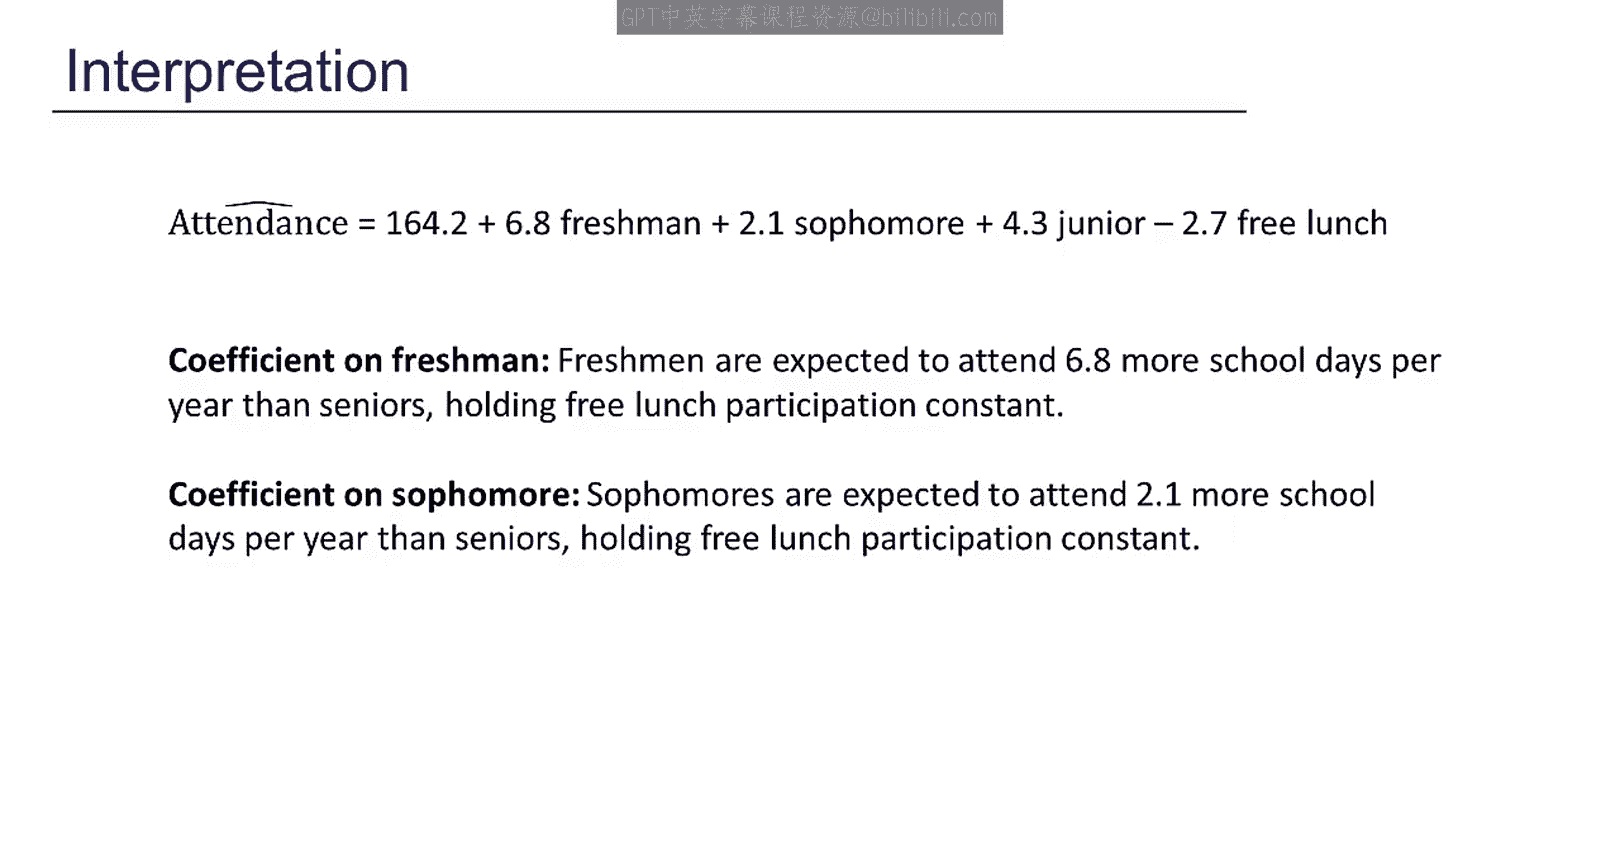 GPT中英字幕课程资源@bilibili.com
Interpretation
Attendance = 164.2 + 6.8 freshman + 2.1 sophomore + 4.3 junior – 2.7 free lunch
Coefficient on freshman: Freshmen are expected to attend 6.8 more school days per
year than seniors, holding free lunch participation constant.
Coefficient on sophomore: Sophomores are expected to attend 2.1 more school
days per year than seniors, holding free lunch participation constant.